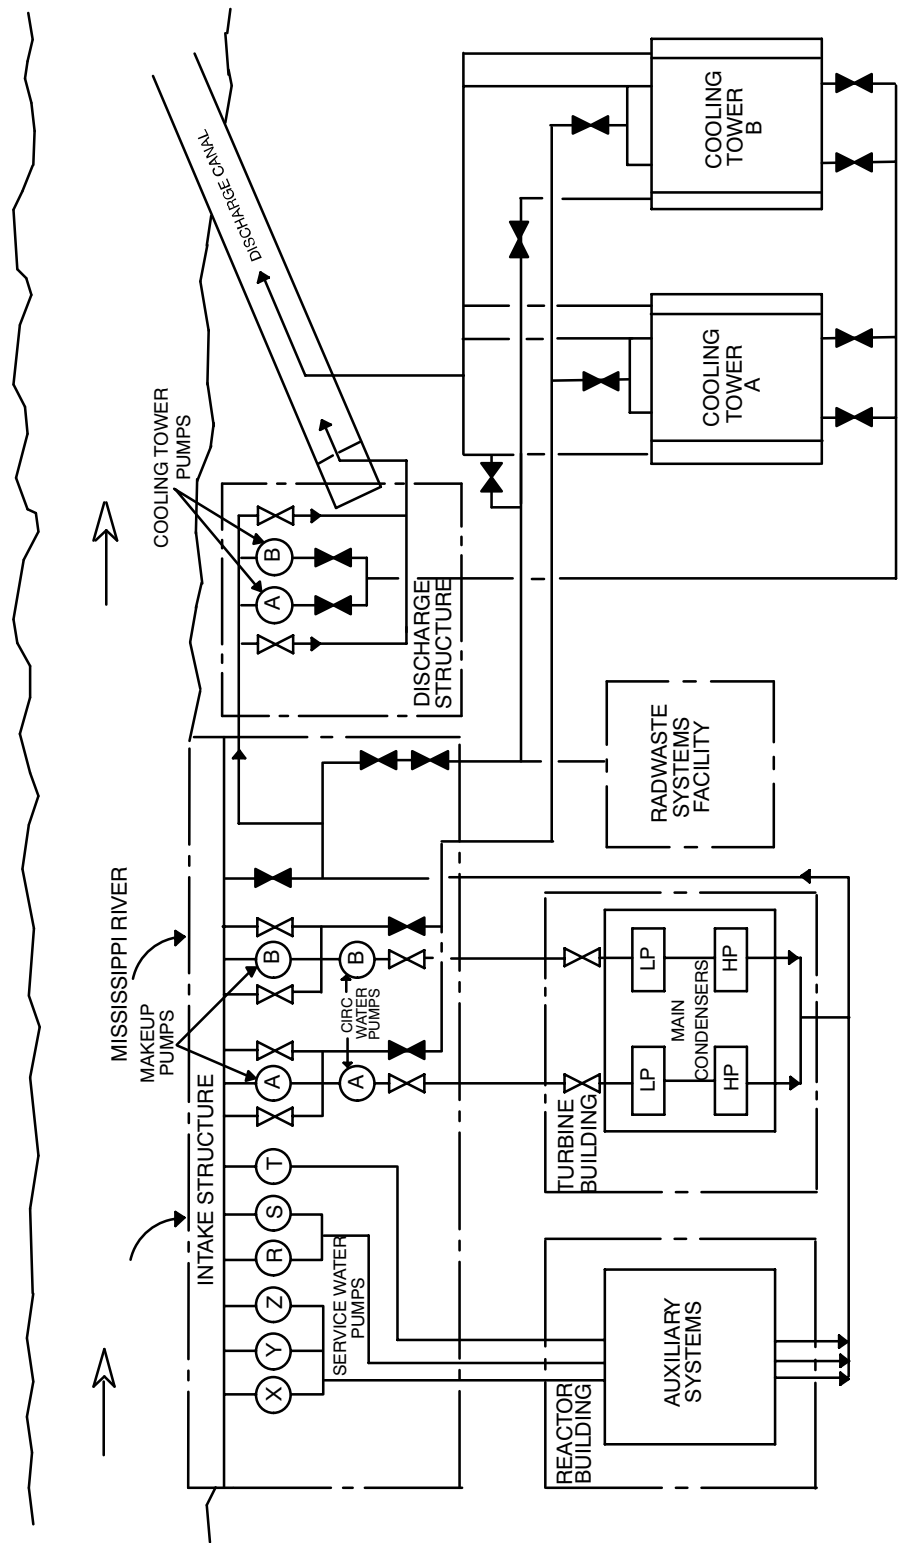 MISSISSIPPI RIVER
INTAKE STRUCTURE
MAKEUP
PUMPS
A
B
CIRC
WATER
PUMPS
A
B
X
Y
Z
R
S
T
SERVICE WATER
PUMPS
COOLING TOWER
PUMPS
A
B
DISCHARGE
STRUCTURE
DISCHARGE CANAL
REACTOR
BUILDING
AUXILIARY
SYSTEMS
TURBINE
BUILDING
LP
LP
MAIN
CONDENSERS
HP
HP
RADWASTE
SYSTEMS
FACILITY
COOLING
TOWER
A
COOLING
TOWER
B